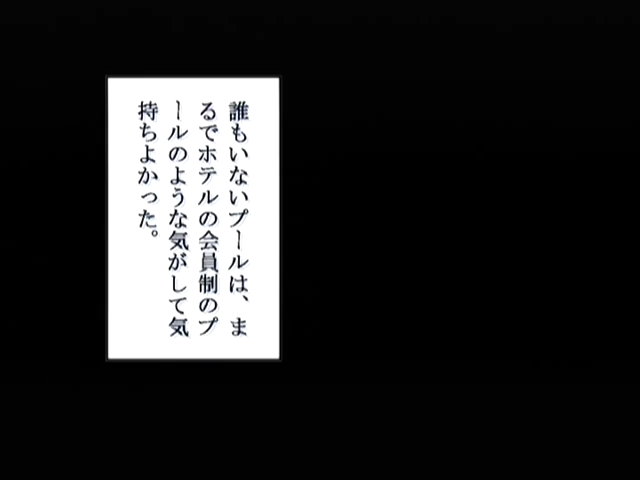 誰もいないプールは、ま
るでホテルの会員制のプ
ールのような気がして気
持ちよかった。